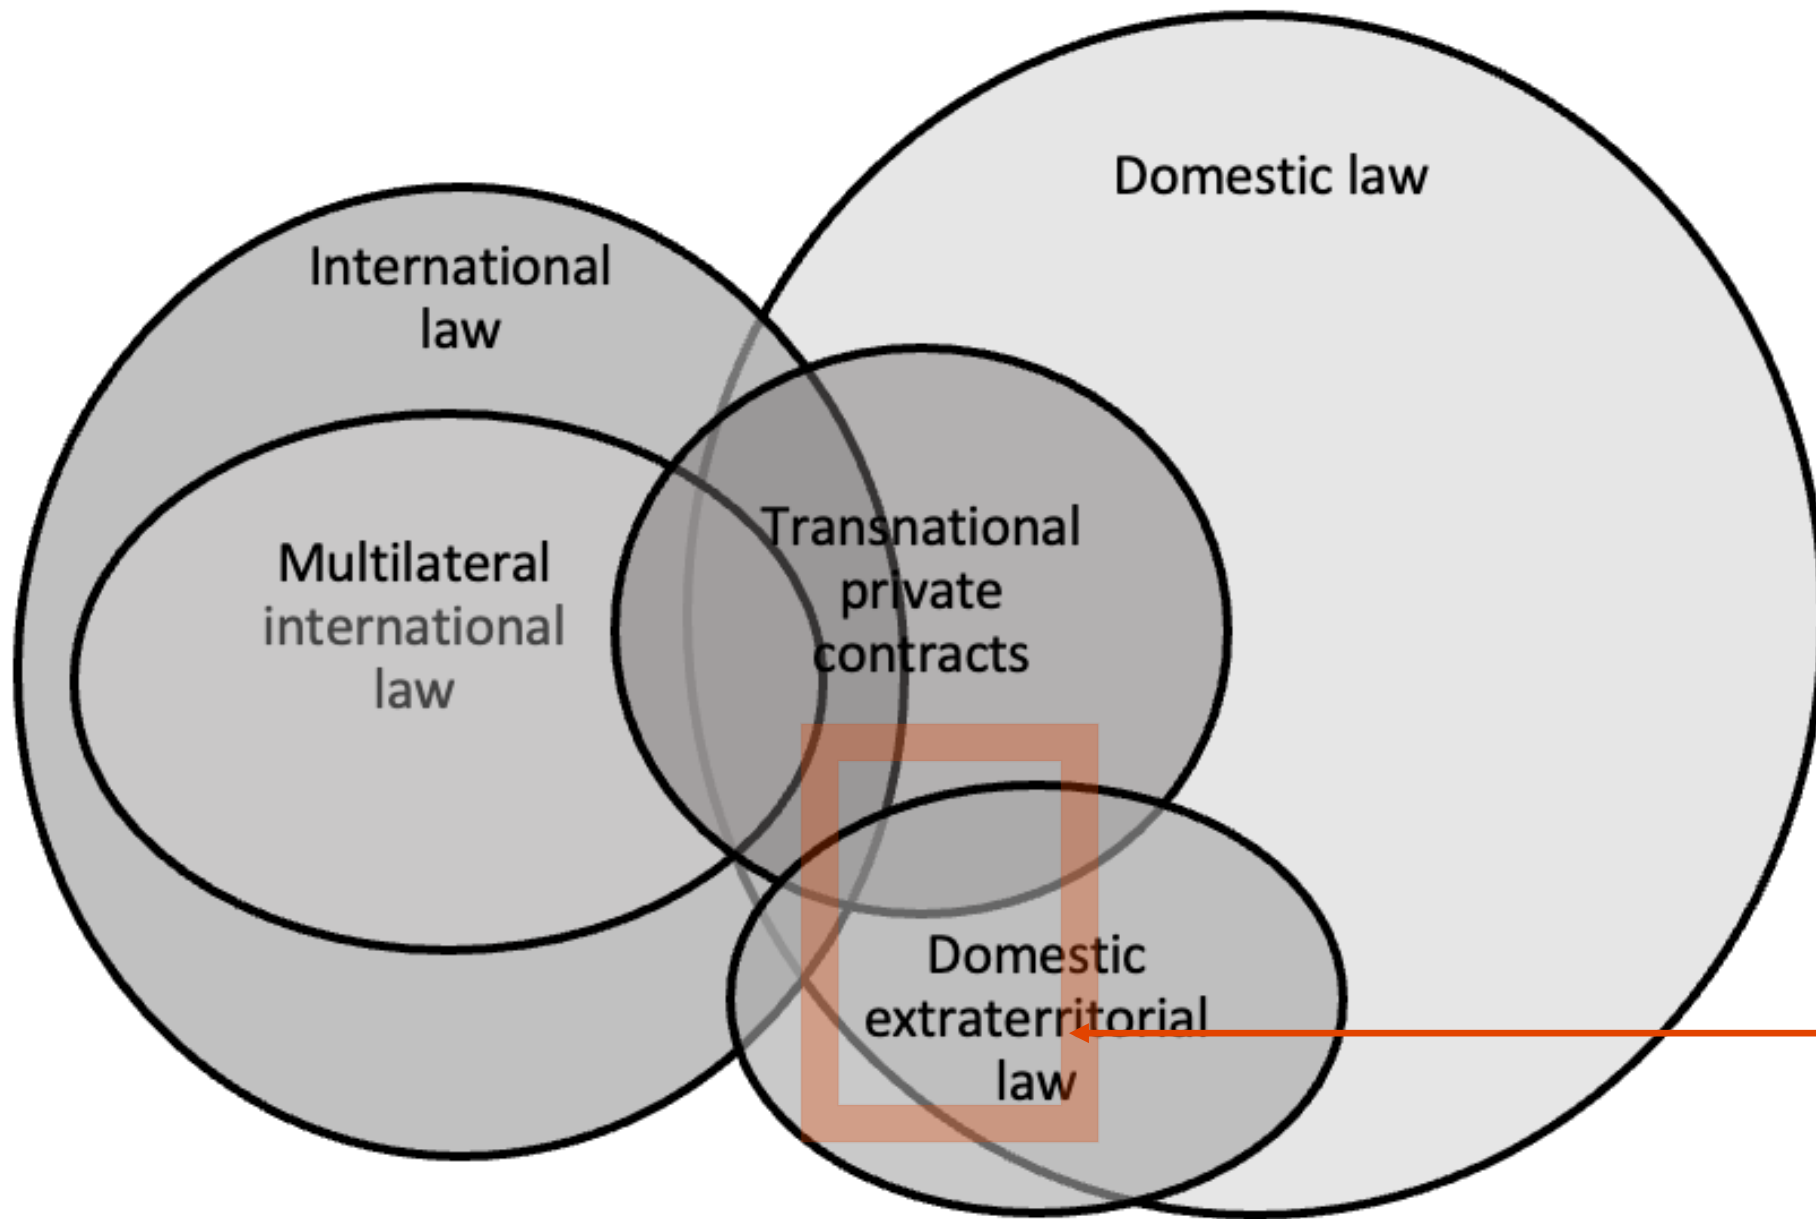 Domestic law
International
law
Transnational
private
contracts
Multilateral
international
law
Domestic
extraterritorial
law